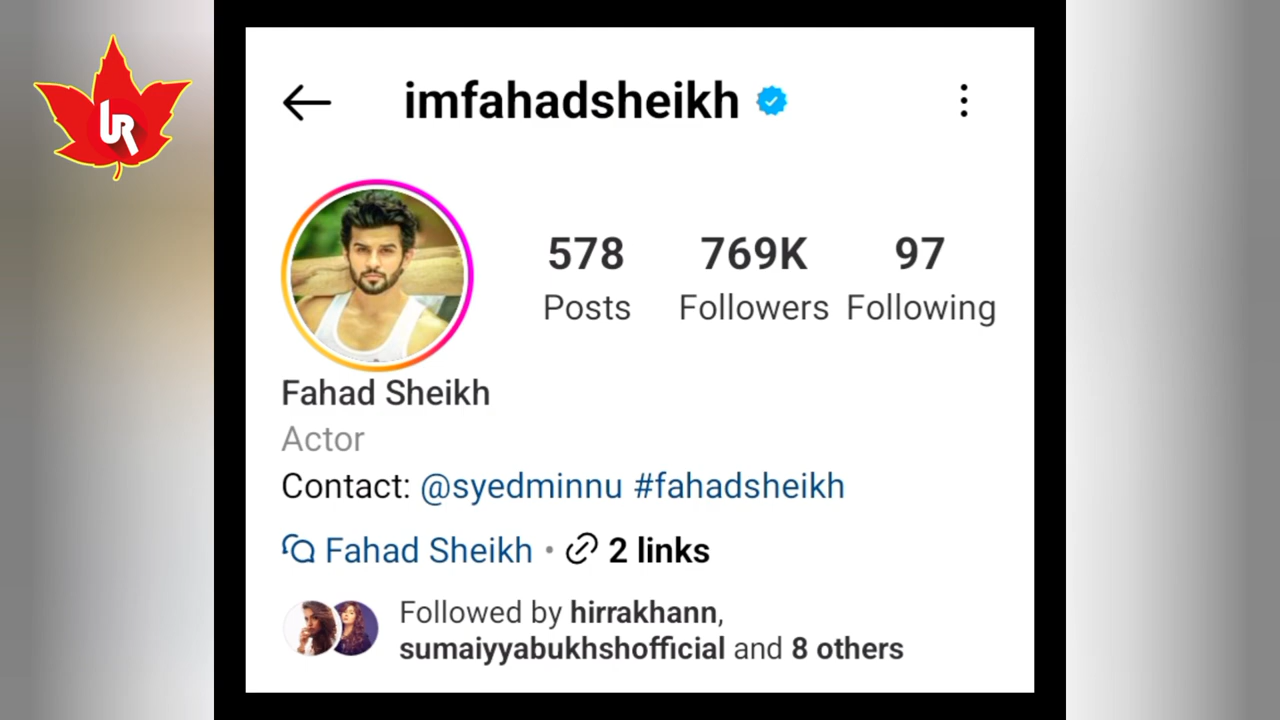 UR
imfahadsheikh
578 769K 97
Posts Followers Following
Fahad Sheikh
Actor
Contact: @syedminnu #fahadsheikh
Fahad Sheikh • 2 links
Followed by hirrakhann,
sumaiyyabukhshofficial and 8 others